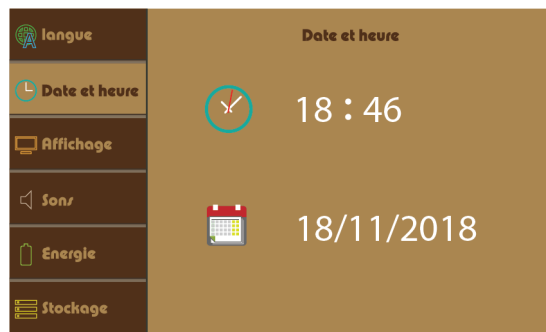 langue
Date et heure
Affichage
Sons
Energie
Stockage
Date et heure
18 : 46
18/11/2018